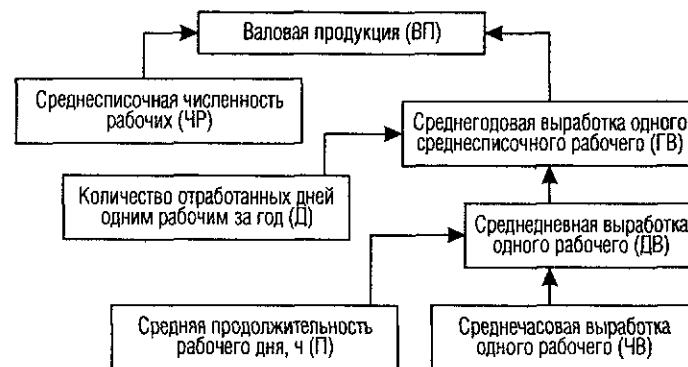 Валовая продукция (ВП)
Среднесписочная численность
рабочих (ЧР)
Среднегодовая выработка одного
среднесписочного рабочего (ГВ)
Количество отработанных дней
одним рабочим за год (Д)
Среднедневная выработка
одного рабочего (ДВ)
Средняя продолжительность
рабочего дня, ч (П)
Среднечасовая выработка
одного рабочего (ЧВ)